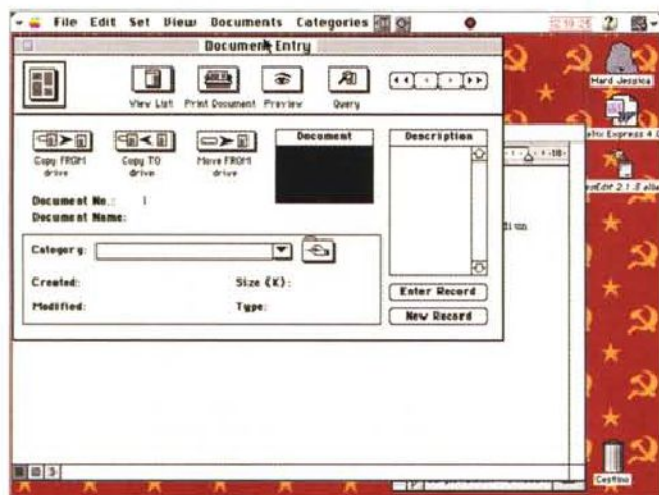 File Edit Set View Documents Categories
Document Entry
View List Print Document Preview Query
Copy FROM drive
Copy TO drive
Move FROM drive
Document
Description
Document No.: 1
Document Name:
Category:
Created: Size (K):
Modified: Type:
Enter Record
New Record
Hard Jessica
Cestino